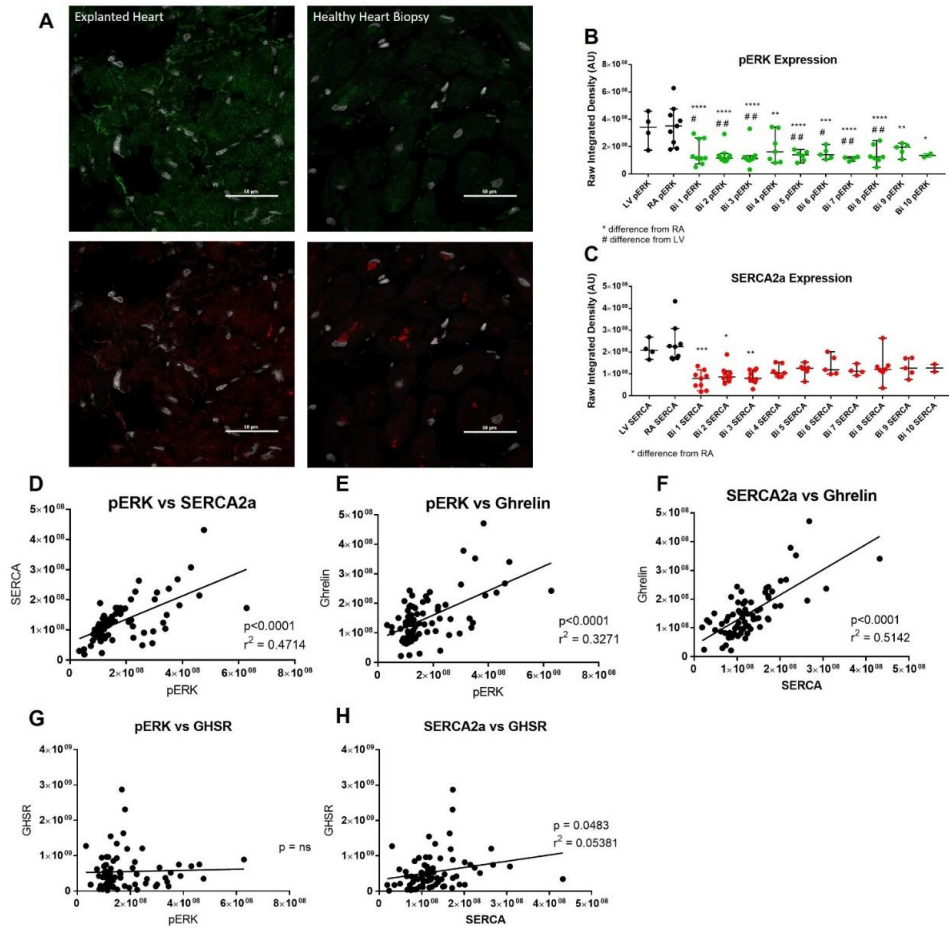 A
Explanted Heart
Healthy Heart Biopsy
50 µm
50 µm
50 µm
50 µm
B
pERK Expression
Raw Integrated Density (AU)
8×10⁰⁸
6×10⁰⁸
4×10⁰⁸
2×10⁰⁸
0
****
#
****
# #
****
# #
**
****
# #
***
#
****
# #
****
# #
**
*
LV pERK
RA pERK
Bi 1 pERK
Bi 2 pERK
Bi 3 pERK
Bi 4 pERK
Bi 5 pERK
Bi 6 pERK
Bi 7 pERK
Bi 8 pERK
Bi 9 pERK
Bi 10 pERK
* difference from RA
# difference from LV
C
SERCA2a Expression
Raw Integrated Density (AU)
5×10⁰⁸
4×10⁰⁸
3×10⁰⁸
2×10⁰⁸
1×10⁰⁸
0
***
*
**
LV SERCA
RA SERCA
Bi 1 SERCA
Bi 2 SERCA
Bi 3 SERCA
Bi 4 SERCA
Bi 5 SERCA
Bi 6 SERCA
Bi 7 SERCA
Bi 8 SERCA
Bi 9 SERCA
Bi 10 SERCA
* difference from RA
D
pERK vs SERCA2a
SERCA
5×10⁰⁸
4×10⁰⁸
3×10⁰⁸
2×10⁰⁸
1×10⁰⁸
0
p<0.0001
r² = 0.4714
0
2×10⁰⁸
4×10⁰⁸
6×10⁰⁸
8×10⁰⁸
pERK
E
pERK vs Ghrelin
Ghrelin
5×10⁰⁸
4×10⁰⁸
3×10⁰⁸
2×10⁰⁸
1×10⁰⁸
0
p<0.0001
r² = 0.3271
0
2×10⁰⁸
4×10⁰⁸
6×10⁰⁸
8×10⁰⁸
pERK
F
SERCA2a vs Ghrelin
Ghrelin
5×10⁰⁸
4×10⁰⁸
3×10⁰⁸
2×10⁰⁸
1×10⁰⁸
0
p<0.0001
r² = 0.5142
0
1×10⁰⁸
2×10⁰⁸
3×10⁰⁸
4×10⁰⁸
5×10⁰⁸
SERCA
G
pERK vs GHSR
GHSR
4×10⁰⁹
3×10⁰⁹
2×10⁰⁹
1×10⁰⁹
0
p = ns
0
2×10⁰⁸
4×10⁰⁸
6×10⁰⁸
8×10⁰⁸
pERK
H
SERCA2a vs GHSR
GHSR
4×10⁰⁹
3×10⁰⁹
2×10⁰⁹
1×10⁰⁹
0
p = 0.0483
r² = 0.05381
0
1×10⁰⁸
2×10⁰⁸
3×10⁰⁸
4×10⁰⁸
5×10⁰⁸
SERCA